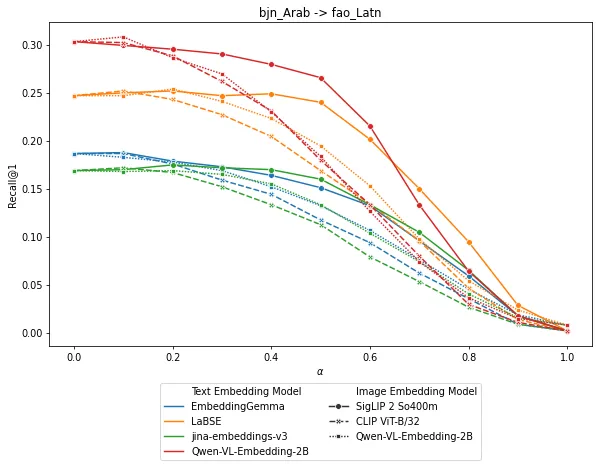 bjn_Arab -> fao_Latn
Recall@1
0.30
0.25
0.20
0.15
0.10
0.05
0.00
0.0 0.2 0.4 0.6 0.8 1.0
α
Text Embedding Model
EmbeddingGemma
LaBSE
jina-embeddings-v3
Qwen-VL-Embedding-2B
Image Embedding Model
SigLIP 2 So400m
CLIP ViT-B/32
Qwen-VL-Embedding-2B